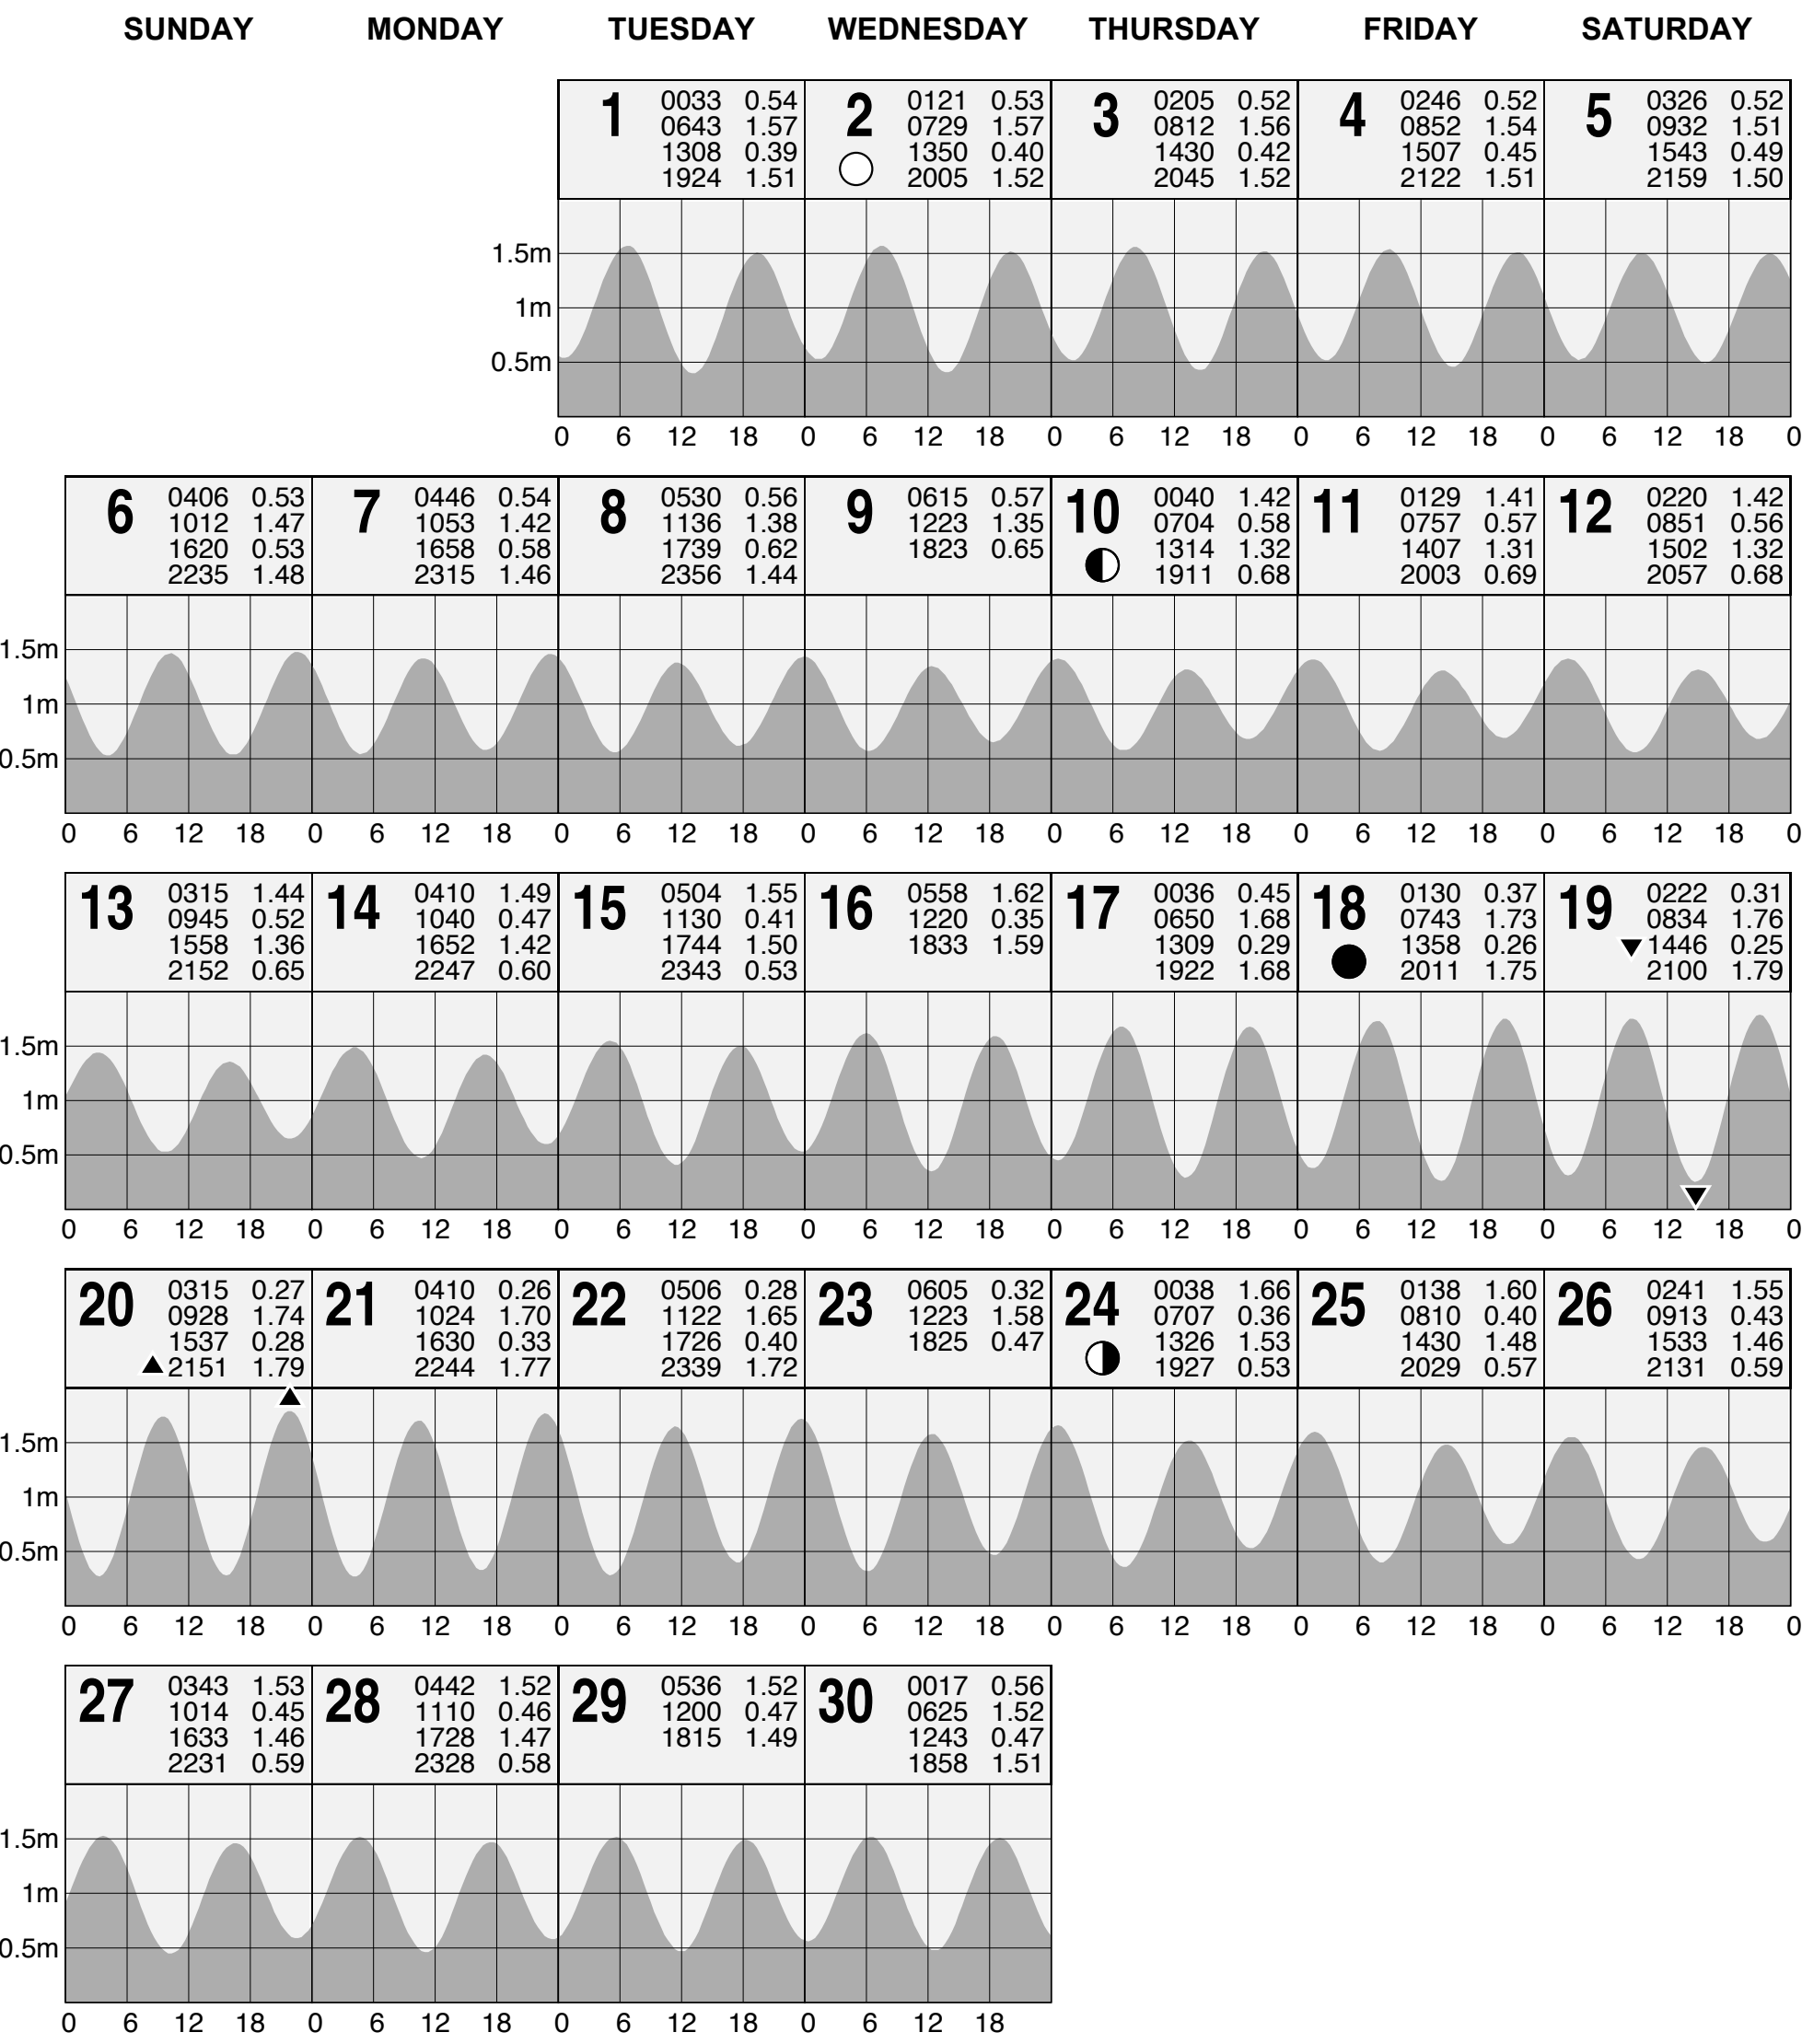 SUNDAY MONDAY TUESDAY WEDNESDAY THURSDAY FRIDAY SATURDAY
1 0033 0.54
0643 1.57
1308 0.39
1924 1.51
2 0121 0.53
0729 1.57
1350 0.40
2005 1.52
3 0205 0.52
0812 1.56
1430 0.42
2045 1.52
4 0246 0.52
0852 1.54
1507 0.45
2122 1.51
5 0326 0.52
0932 1.51
1543 0.49
2159 1.50
1.5m
1m
0.5m
0 6 12 18 0 6 12 18 0 6 12 18 0 6 12 18 0 6 12 18 0
6 0406 0.53
1012 1.47
1620 0.53
2235 1.48
7 0446 0.54
1053 1.42
1658 0.58
2315 1.46
8 0530 0.56
1136 1.38
1739 0.62
2356 1.44
9 0615 0.57
1223 1.35
1823 0.65
10 0040 1.42
0704 0.58
1314 1.32
1911 0.68
11 0129 1.41
0757 0.57
1407 1.31
2003 0.69
12 0220 1.42
0851 0.56
1502 1.32
2057 0.68
1.5m
1m
0.5m
0 6 12 18 0 6 12 18 0 6 12 18 0 6 12 18 0 6 12 18 0 6 12 18 0 6 12 18 0
13 0315 1.44
0945 0.52
1558 1.36
2152 0.65
14 0410 1.49
1040 0.47
1652 1.42
2247 0.60
15 0504 1.55
1130 0.41
1744 1.50
2343 0.53
16 0558 1.62
1220 0.35
1833 1.59
17 0036 0.45
0650 1.68
1309 0.29
1922 1.68
18 0130 0.37
0743 1.73
1358 0.26
2011 1.75
19 0222 0.31
0834 1.76
1446 0.25
2100 1.79
1.5m
1m
0.5m
0 6 12 18 0 6 12 18 0 6 12 18 0 6 12 18 0 6 12 18 0 6 12 18 0 6 12 18 0
20 0315 0.27
0928 1.74
1537 0.28
2151 1.79
21 0410 0.26
1024 1.70
1630 0.33
2244 1.77
22 0506 0.28
1122 1.65
1726 0.40
2339 1.72
23 0605 0.32
1223 1.58
1825 0.47
24 0038 1.66
0707 0.36
1326 1.53
1927 0.53
25 0138 1.60
0810 0.40
1430 1.48
2029 0.57
26 0241 1.55
0913 0.43
1533 1.46
2131 0.59
1.5m
1m
0.5m
0 6 12 18 0 6 12 18 0 6 12 18 0 6 12 18 0 6 12 18 0 6 12 18 0 6 12 18 0
27 0343 1.53
1014 0.45
1633 1.46
2231 0.59
28 0442 1.52
1110 0.46
1728 1.47
2328 0.58
29 0536 1.52
1200 0.47
1815 1.49
30 0017 0.56
0625 1.52
1243 0.47
1858 1.51
1.5m
1m
0.5m
0 6 12 18 0 6 12 18 0 6 12 18 0 6 12 18